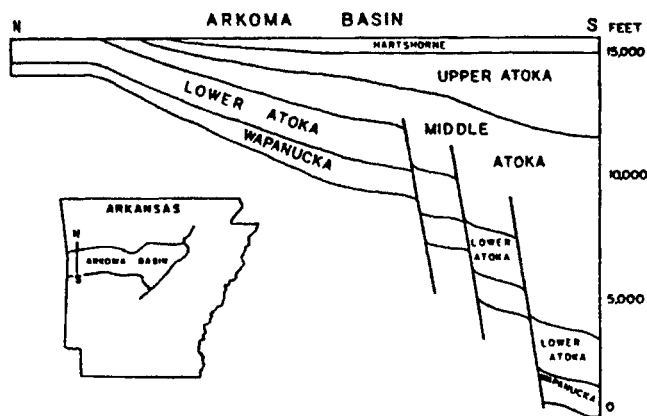 ARKOMA BASIN
N
S
FEET
HARTSHORNE
15,000
UPPER ATOKA
LOWER ATOKA
MIDDLE
WAPANUCKA
ATOKA
10,000
ARKANSAS
N
ARKOMA BASIN
S
LOWER
ATOKA
5,000
LOWER
ATOKA
WAPANUCKA
0